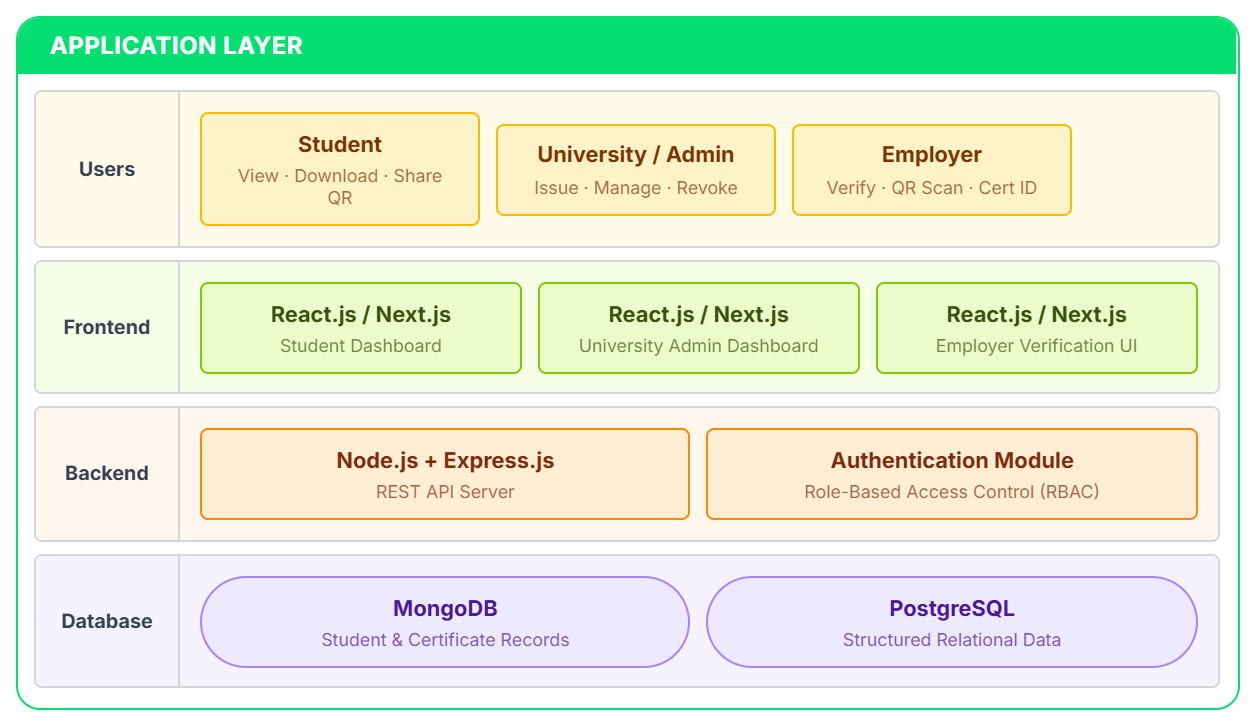 APPLICATION LAYER
Users
Student
View · Download · Share
QR
University / Admin
Issue · Manage · Revoke
Employer
Verify · QR Scan · Cert ID
Frontend
React.js / Next.js
Student Dashboard
React.js / Next.js
University Admin Dashboard
React.js / Next.js
Employer Verification UI
Backend
Node.js + Express.js
REST API Server
Authentication Module
Role-Based Access Control (RBAC)
Database
MongoDB
Student & Certificate Records
PostgreSQL
Structured Relational Data